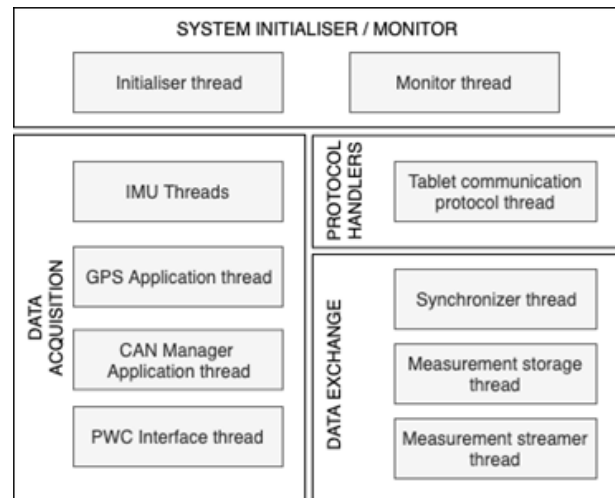 SYSTEM INITIALISER / MONITOR
Initialiser thread
Monitor thread
DATA
ACQUISITION
IMU Threads
GPS Application thread
CAN Manager
Application thread
PWC Interface thread
PROTOCOL
HANDLERS
Tablet communication
protocol thread
DATA EXCHANGE
Synchronizer thread
Measurement storage
thread
Measurement streamer
thread